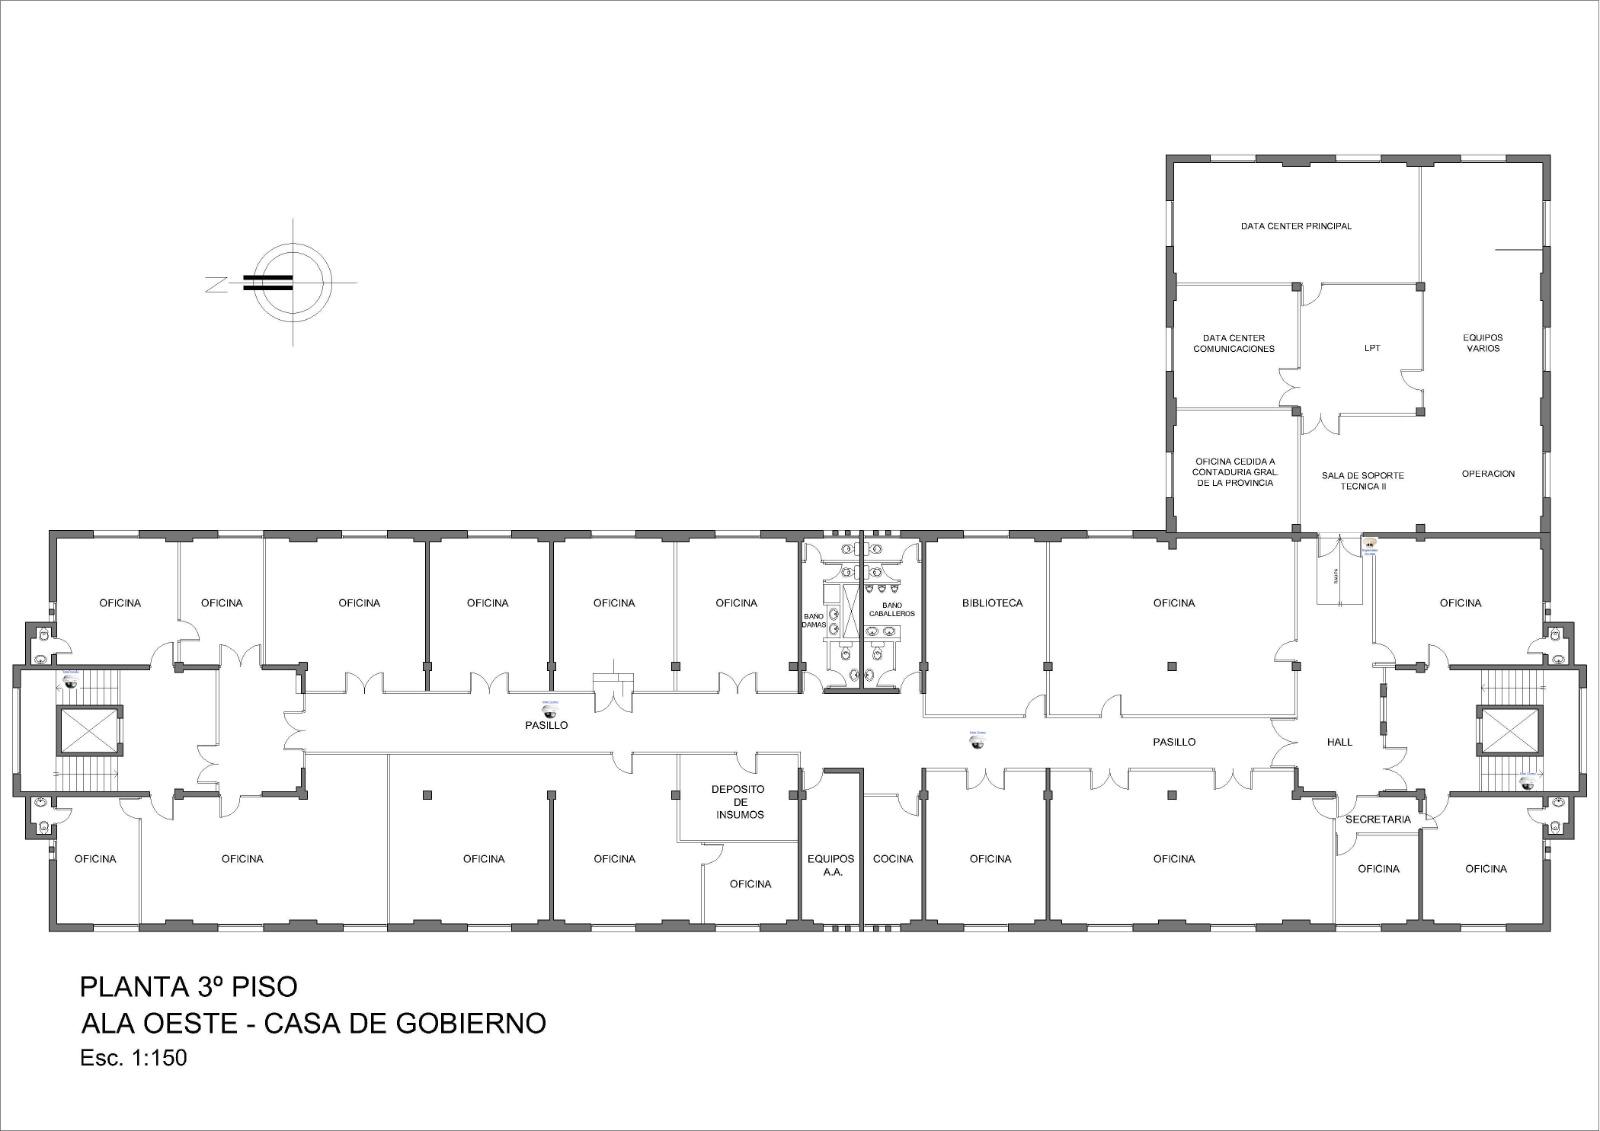 DATA CENTER PRINCIPAL
N
DATA CENTER
COMUNICACIONES
LPT
EQUIPOS
VARIOS
OFICINA CEDIDA A
CONTADURIA GRAL.
DE LA PROVINCIA
SALA DE SOPORTE
TECNICA II
OPERACION
OFICINA
OFICINA
OFICINA
OFICINA
OFICINA
OFICINA
BAÑO
DAMAS
BAÑO
CABALLEROS
BIBLIOTECA
OFICINA
OFICINA
PASILLO
PASILLO
HALL
DEPOSITO
DE
INSUMOS
SECRETARIA
OFICINA
OFICINA
OFICINA
OFICINA
OFICINA
EQUIPOS
A.A.
COCINA
OFICINA
OFICINA
OFICINA
OFICINA
PLANTA 3º PISO
ALA OESTE - CASA DE GOBIERNO
Esc. 1:150